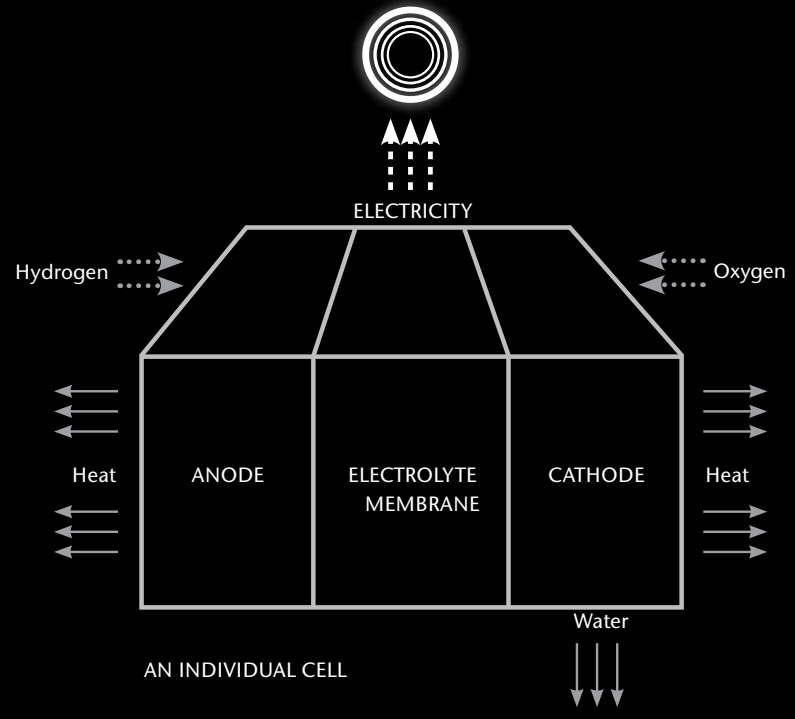 ELECTRICITY
Hydrogen
Oxygen
Heat
ANODE
ELECTROLYTE
MEMBRANE
CATHODE
Heat
Water
AN INDIVIDUAL CELL